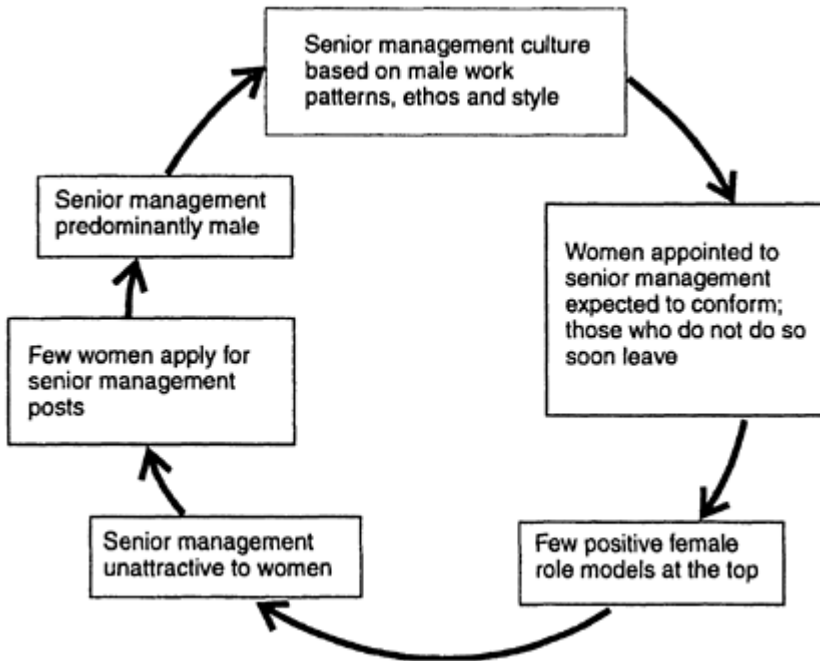 Senior management culture
based on male work
patterns, ethos and style
Women appointed to
senior management
expected to conform;
those who do not do so
soon leave
Few positive female
role models at the top
Senior management
unattractive to women
Few women apply for
senior management
posts
Senior management
predominantly male